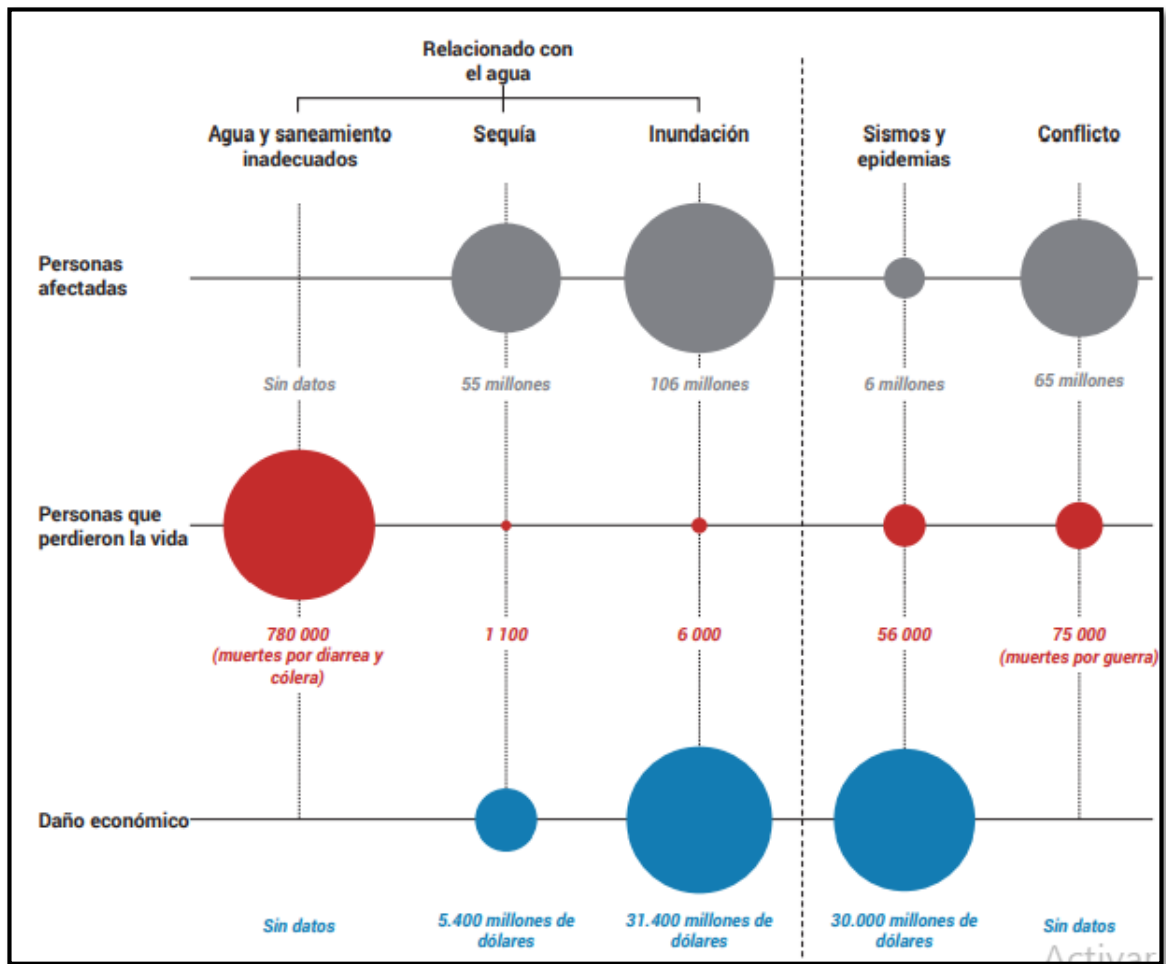 Relacionado con
el agua
Agua y saneamiento
inadecuados
Sequía
Inundación
Sismos y
epidemias
Conflicto
Personas
afectadas
Sin datos
55 millones
106 millones
6 millones
65 millones
Personas que
perdieron la vida
780 000
(muertes por diarrea y
cólera)
1 100
6 000
56 000
75 000
(muertes por guerra)
Daño económico
Sin datos
5.400 millones de
dólares
31.400 millones de
dólares
30.000 millones de
dólares
Sin datos
Activar